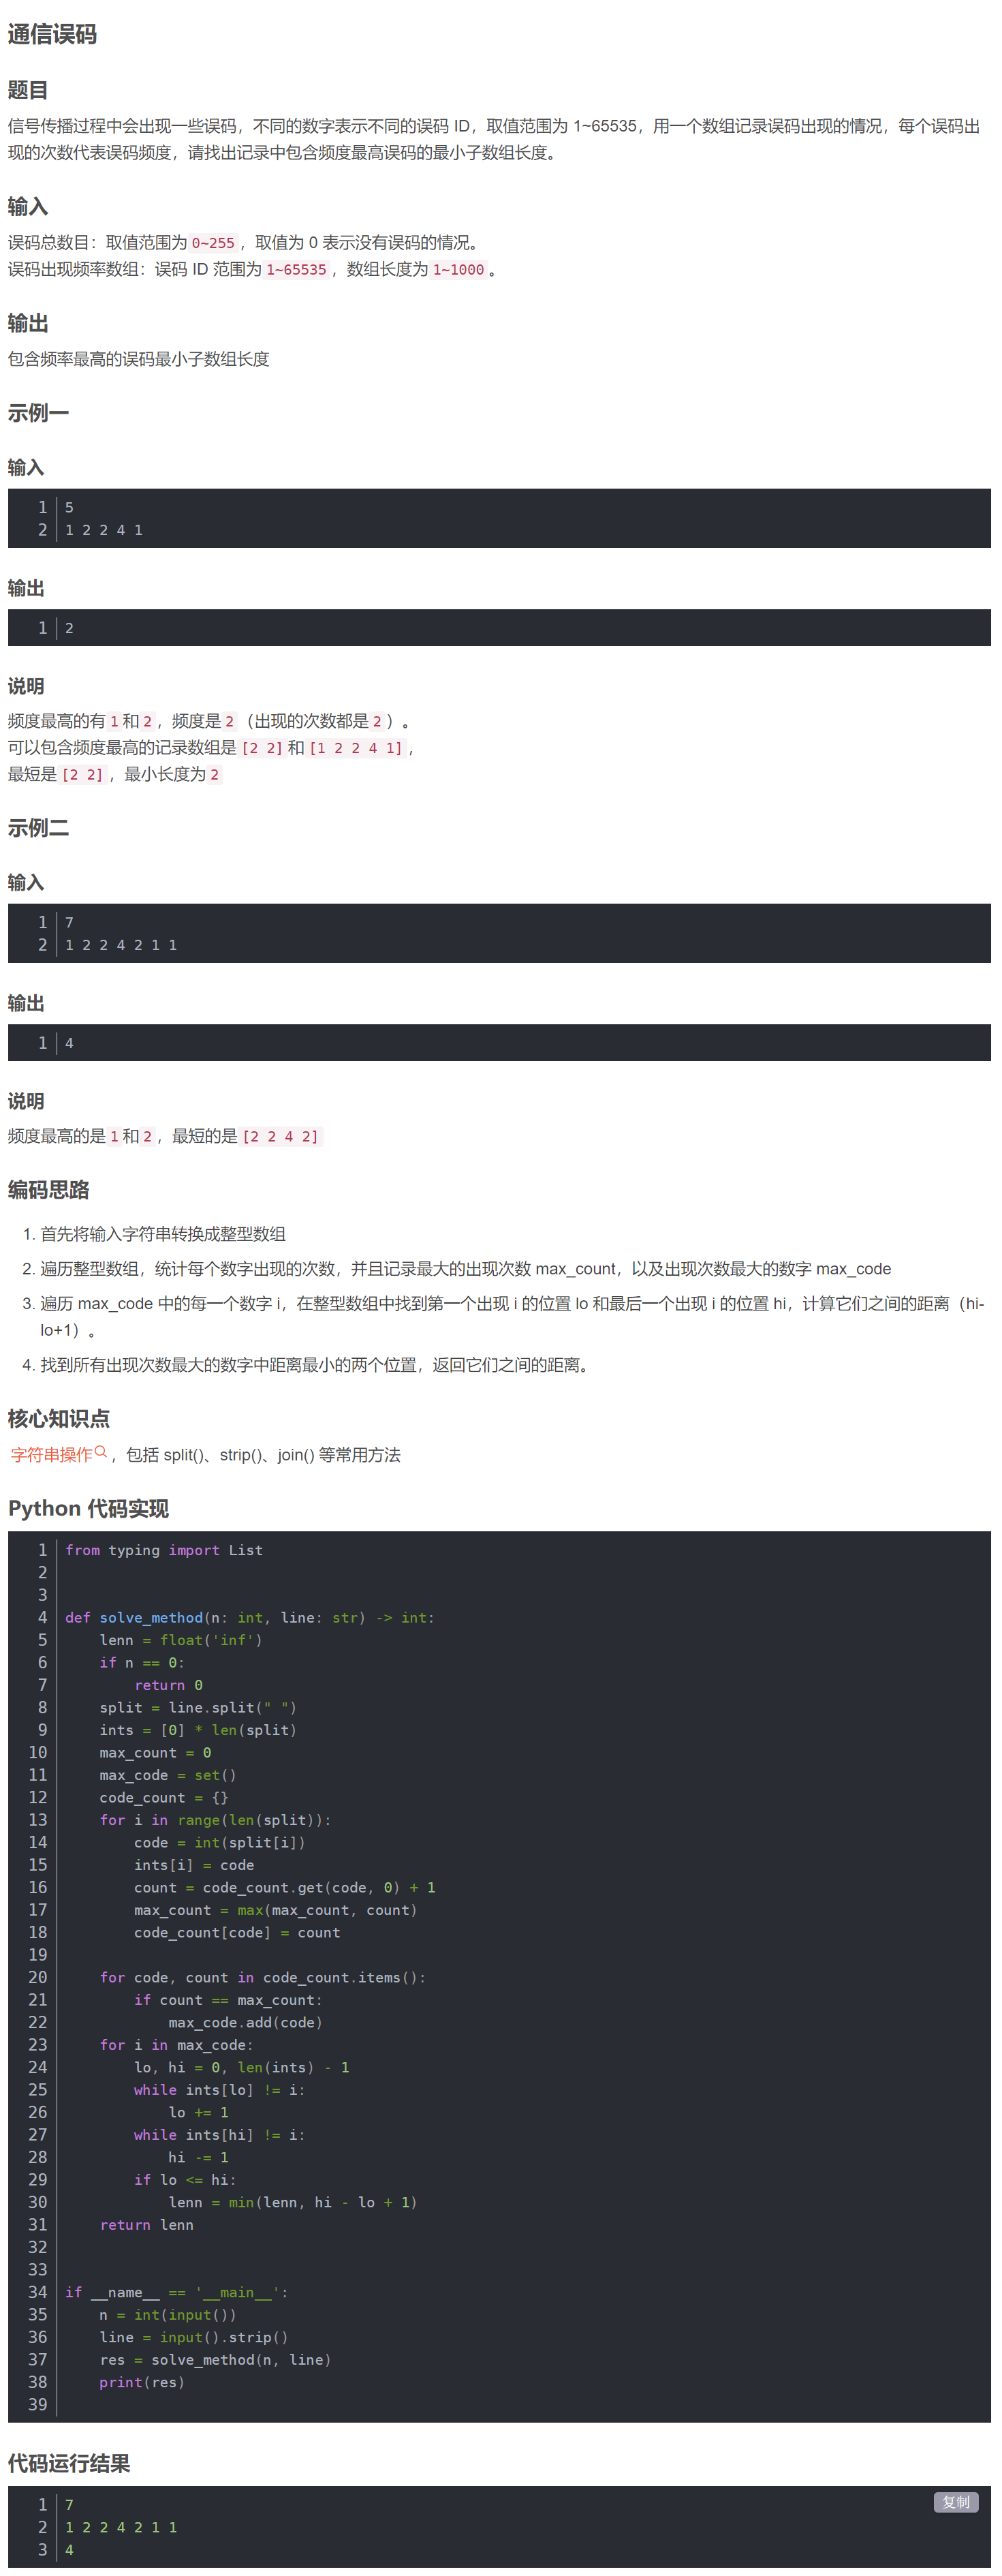 通信误码
题目
信号传播过程中会出现一些误码，不同的数字表示不同的误码 ID，取值范围为 1~65535，用一个数组记录误码出现的情况，每个误码出
现的次数代表误码频度，请找出记录中包含频度最高误码的最小子数组长度。
输入
误码总数目：取值范围为 0~255 ，取值为 0 表示没有误码的情况。
误码出现频率数组：误码 ID 范围为 1~65535 ，数组长度为 1~1000 。
输出
包含频率最高的误码最小子数组长度
示例一
输入
1 5
2 1 2 2 4 1
输出
1 2
说明
频度最高的有 1 和 2 ，频度是 2 （出现的次数都是 2 ）。
可以包含频度最高的记录数组是 [2 2] 和 [1 2 2 4 1] ，
最短是 [2 2] ，最小长度为 2
示例二
输入
1 7
2 1 2 2 4 2 1 1
输出
1 4
说明
频度最高的是 1 和 2 ，最短的是 [2 2 4 2]
编码思路
1. 首先将输入字符串转换成整型数组
2. 遍历整型数组，统计每个数字出现的次数，并且记录最大的出现次数 max_count，以及出现次数最大的数字 max_code
3. 遍历 max_code 中的每一个数字 i，在整型数组中找到第一个出现 i 的位置 lo 和最后一个出现 i 的位置 hi，计算它们之间的距离（hi-
lo+1）。
4. 找到所有出现次数最大的数字中距离最小的两个位置，返回它们之间的距离。
核心知识点
字符串操作 ，包括 split()、strip()、join() 等常用方法
Python 代码实现
1 from typing import List
2
3
4 def solve_method(n: int, line: str) -> int:
5     lenn = float('inf')
6     if n == 0:
7         return 0
8     split = line.split(" ")
9     ints = [0] * len(split)
10     max_count = 0
11     max_code = set()
12     code_count = {}
13     for i in range(len(split)):
14         code = int(split[i])
15         ints[i] = code
16         count = code_count.get(code, 0) + 1
17         max_count = max(max_count, count)
18         code_count[code] = count
19
20     for code, count in code_count.items():
21         if count == max_count:
22             max_code.add(code)
23     for i in max_code:
24         lo, hi = 0, len(ints) - 1
25         while ints[lo] != i:
26             lo += 1
27         while ints[hi] != i:
28             hi -= 1
29         if lo <= hi:
30             lenn = min(lenn, hi - lo + 1)
31     return lenn
32
33
34 if __name__ == '__main__':
35     n = int(input())
36     line = input().strip()
37     res = solve_method(n, line)
38     print(res)
39
代码运行结果
1 7 复制
2 1 2 2 4 2 1 1
3 4